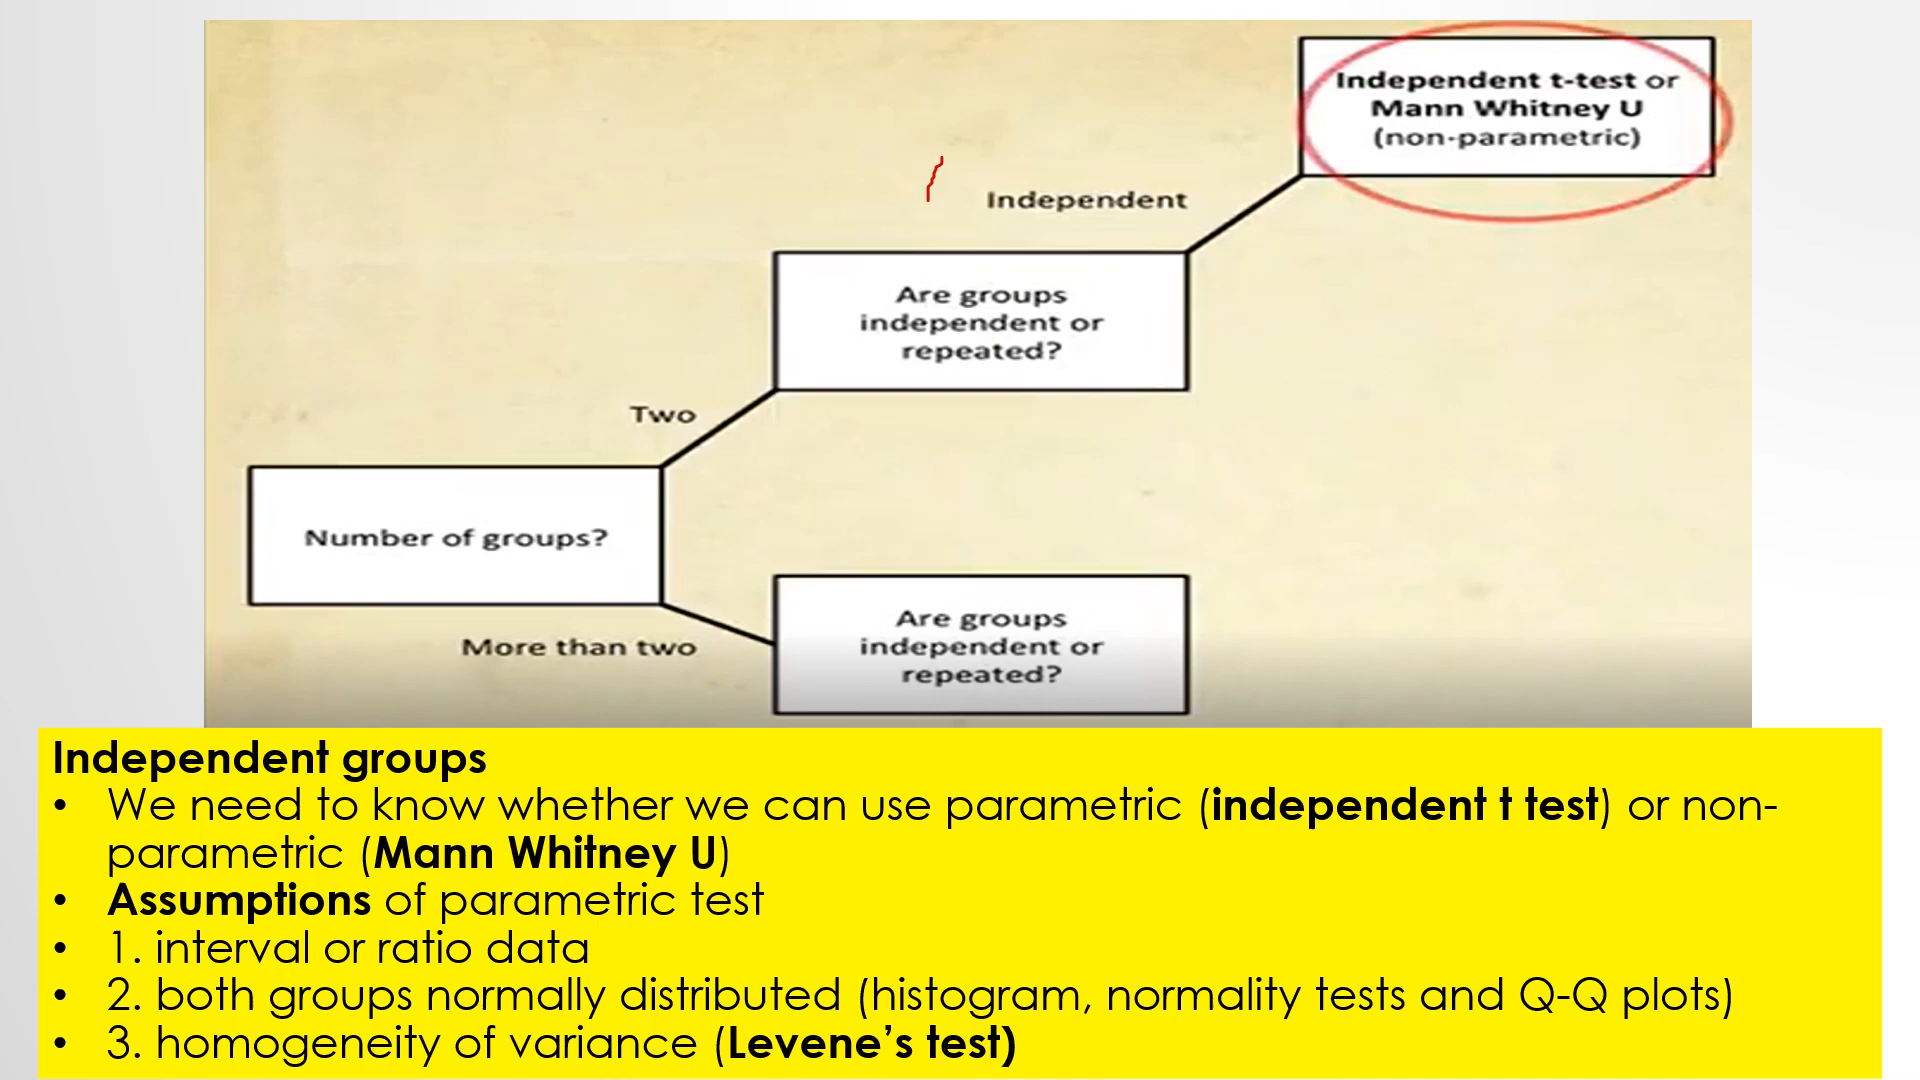 Independent t-test or
Mann Whitney U
(non-parametric)
Independent
Are groups
independent or
repeated?
Two
Number of groups?
More than two
Are groups
independent or
repeated?
Independent groups
• We need to know whether we can use parametric (independent t test) or non-
parametric (Mann Whitney U)
• Assumptions of parametric test
• 1. interval or ratio data
• 2. both groups normally distributed (histogram, normality tests and Q-Q plots)
• 3. homogeneity of variance (Levene’s test)